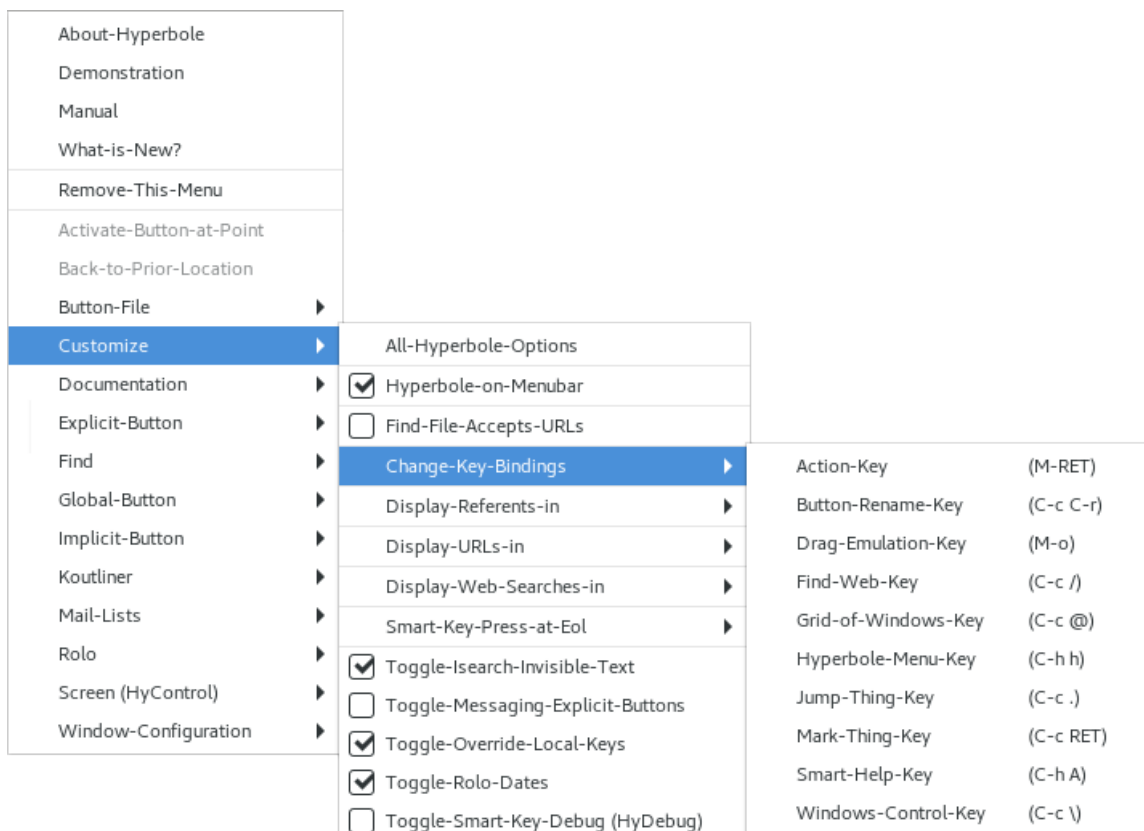 About-Hyperbole
Demonstration
Manual
What-is-New?
Remove-This-Menu
Activate-Button-at-Point
Back-to-Prior-Location
Button-File
Customize
Documentation
Explicit-Button
Find
Global-Button
Implicit-Button
Koutliner
Mail-Lists
Rolo
Screen (HyControl)
Window-Configuration
All-Hyperbole-Options
Hyperbole-on-Menubar
Find-File-Accepts-URLs
Change-Key-Bindings
Display-Referents-in
Display-URLs-in
Display-Web-Searches-in
Smart-Key-Press-at-Eol
Toggle-Isearch-Invisible-Text
Toggle-Messaging-Explicit-Buttons
Toggle-Override-Local-Keys
Toggle-Rolo-Dates
Toggle-Smart-Key-Debug (HyDebug)
Action-Key (M-RET)
Button-Rename-Key (C-c C-r)
Drag-Emulation-Key (M-o)
Find-Web-Key (C-c /)
Grid-of-Windows-Key (C-c @)
Hyperbole-Menu-Key (C-h h)
Jump-Thing-Key (C-c .)
Mark-Thing-Key (C-c RET)
Smart-Help-Key (C-h A)
Windows-Control-Key (C-c \)